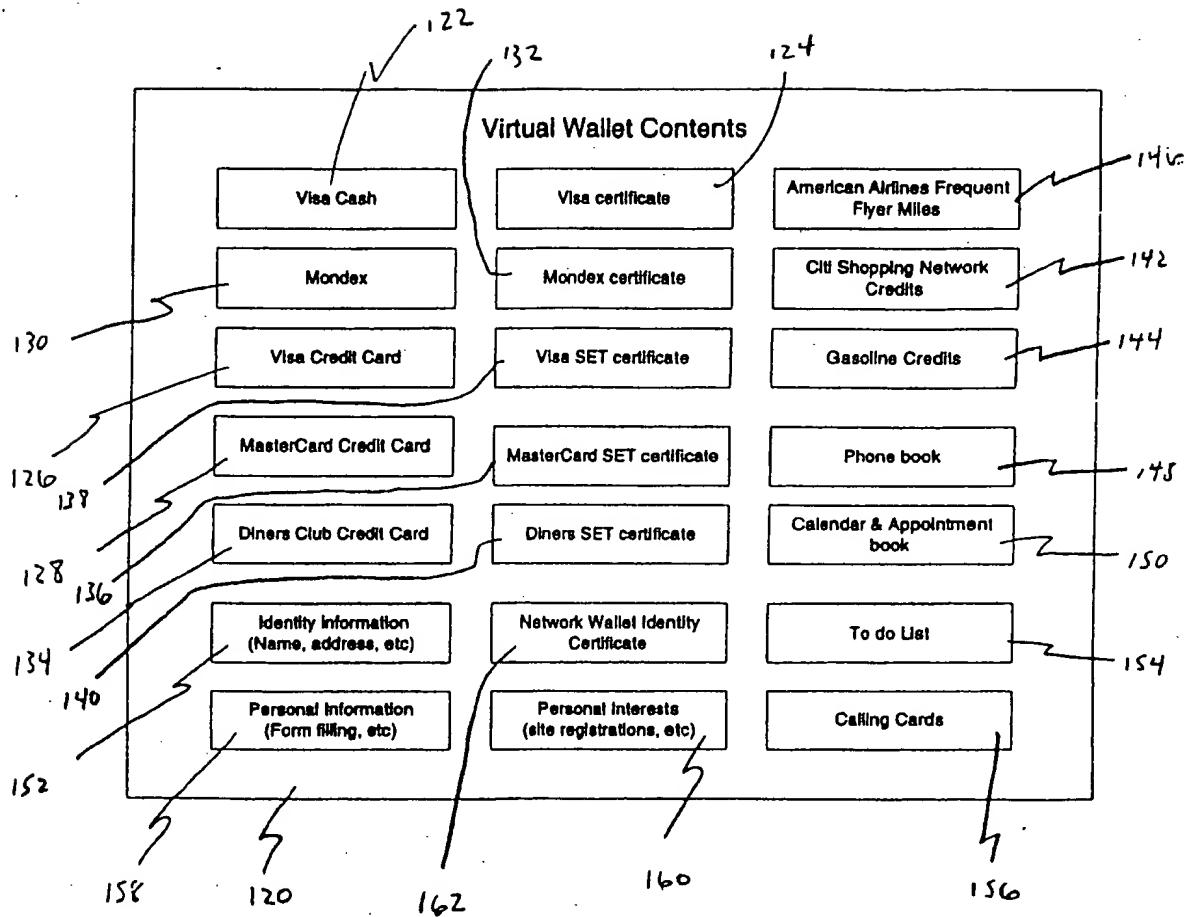 122
132
124
Virtual Wallet Contents
146
Visa Cash
Visa certificate
American Airlines Frequent
Flyer Miles
Mondex
Mondex certificate
Citi Shopping Network
Credits
142
130
Visa Credit Card
Visa SET certificate
Gasoline Credits
144
126
138
MasterCard Credit Card
MasterCard SET certificate
Phone book
148
128
136
Diners Club Credit Card
Diners SET certificate
Calendar & Appointment
book
150
134
140
Identity Information
(Name, address, etc)
Network Wallet Identity
Certificate
To do List
154
152
Personal Information
(Form filling, etc)
Personal Interests
(site registrations, etc)
Calling Cards
158
120
162
160
156